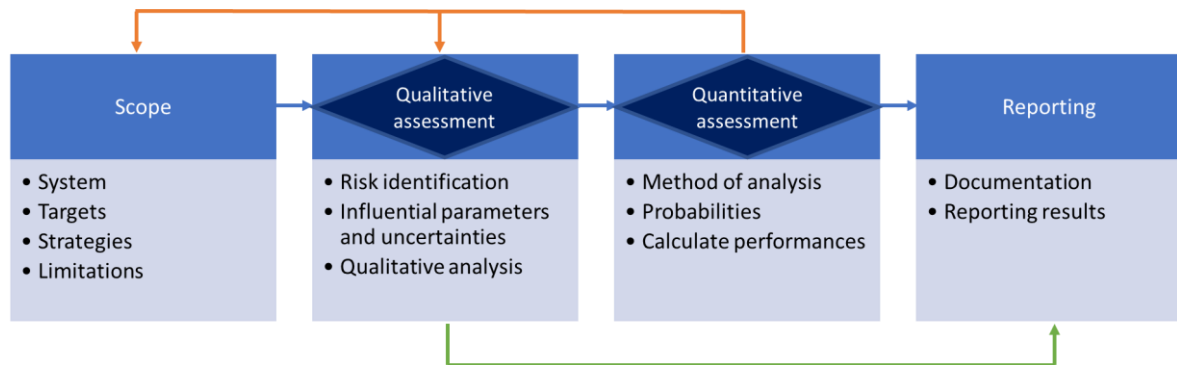 Scope
Qualitative
assessment
Quantitative
assessment
Reporting
• System
• Targets
• Strategies
• Limitations
• Risk identification
• Influential parameters
and uncertainties
• Qualitative analysis
• Method of analysis
• Probabilities
• Calculate performances
• Documentation
• Reporting results